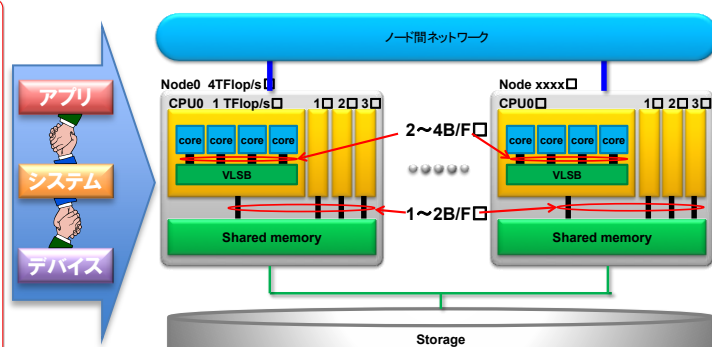 ノード間ネットワーク
アプリ
システム
デバイス
Node0 4TFlop/s□
CPU0 1 TFlop/s□ 1□ 2□ 3□
core core core core
VLSB
Shared memory
2～4B/F□
1～2B/F□
Node xxxx□
CPU0□ 1□ 2□ 3□
core core core core
VLSB
Shared memory
Storage